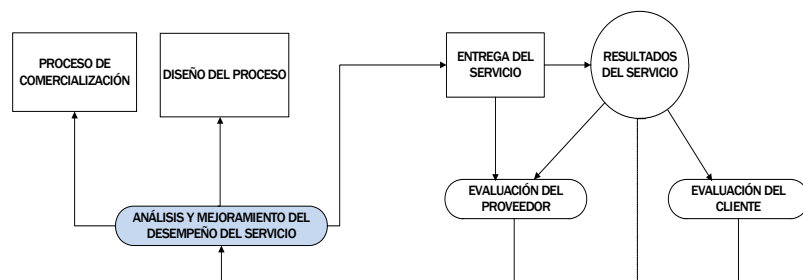 PROCESO DE
COMERCIALIZACIÓN
DISEÑO DEL PROCESO
ENTREGA DEL
SERVICIO
RESULTADOS
DEL SERVICIO
ANÁLISIS Y MEJORAMIENTO DEL
DESEMPEÑO DEL SERVICIO
EVALUACIÓN DEL
PROVEEDOR
EVALUACIÓN DEL
CLIENTE